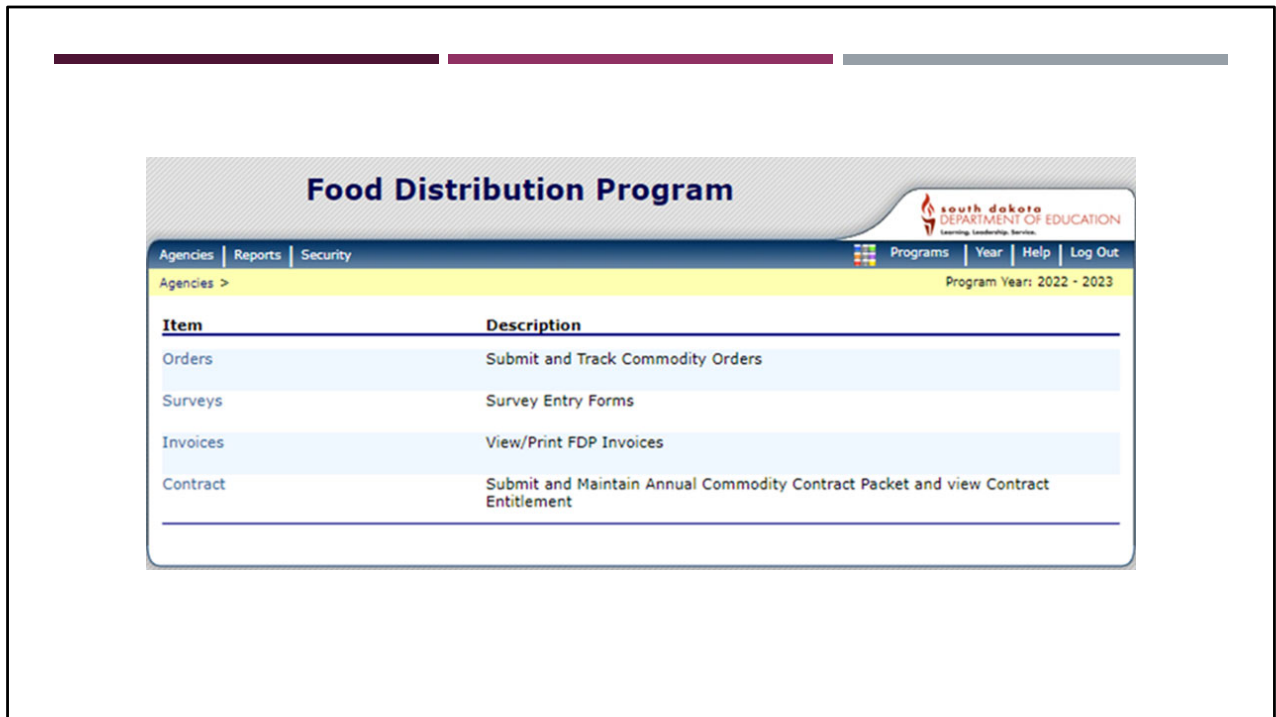 Food Distribution Program
south dakota
DEPARTMENT OF EDUCATION
Learning. Leadership. Service.
Agencies | Reports | Security
Programs | Year | Help | Log Out
Agencies >
Program Year: 2022 - 2023
Item Description
Orders Submit and Track Commodity Orders
Surveys Survey Entry Forms
Invoices View/Print FDP Invoices
Contract Submit and Maintain Annual Commodity Contract Packet and view Contract
Entitlement